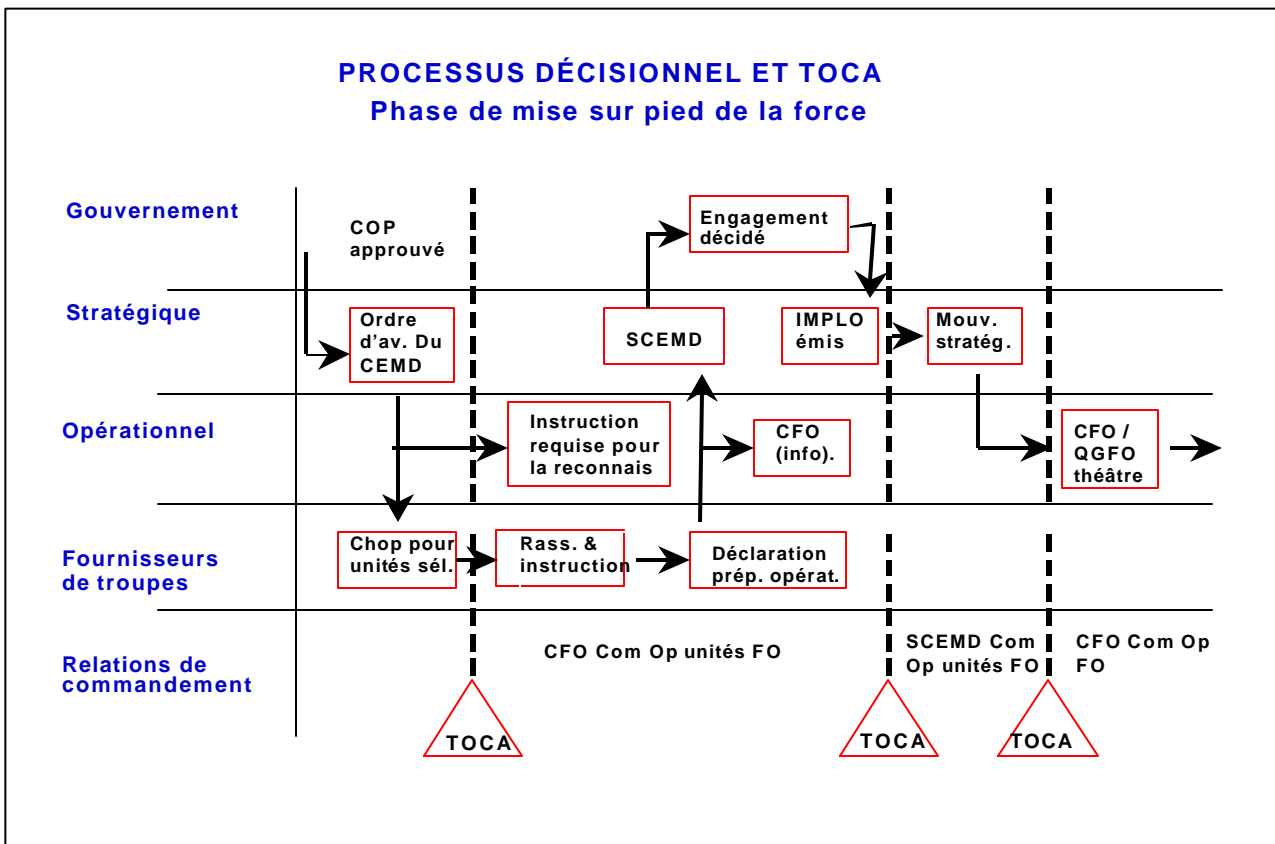 PROCESSUS DÉCISIONNEL ET TOCA
Phase de mise sur pied de la force
Gouvernement
COP
approuvé
Engagement
décidé
Stratégique
Ordre
d'av. Du
CEMD
SCEMD
IMPLO
émis
Mouv.
stratég.
Opérationnel
Instruction
requise pour
la reconnais
CFO
(info).
CFO /
QGFO
théâtre
Fournisseurs
de troupes
Chop pour
unités sél.
Rass. &
instruction
Déclaration
prép. opérat.
Relations de
commandement
CFO Com Op unités FO
SCEMD Com
Op unités FO
CFO Com Op
FO
TOCA
TOCA
TOCA